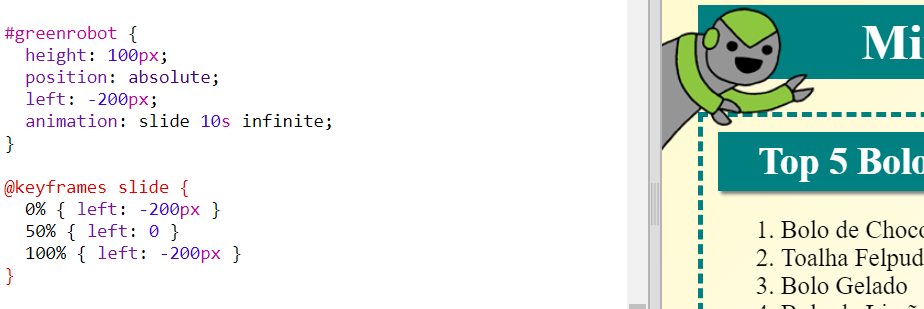 #greenrobot {
  height: 100px;
  position: absolute;
  left: -200px;
  animation: slide 10s infinite;
}
@keyframes slide {
  0% { left: -200px }
  50% { left: 0 }
  100% { left: -200px }
}
Mi
Top 5 Bolo
1. Bolo de Choco
2. Toalha Felpud
3. Bolo Gelado